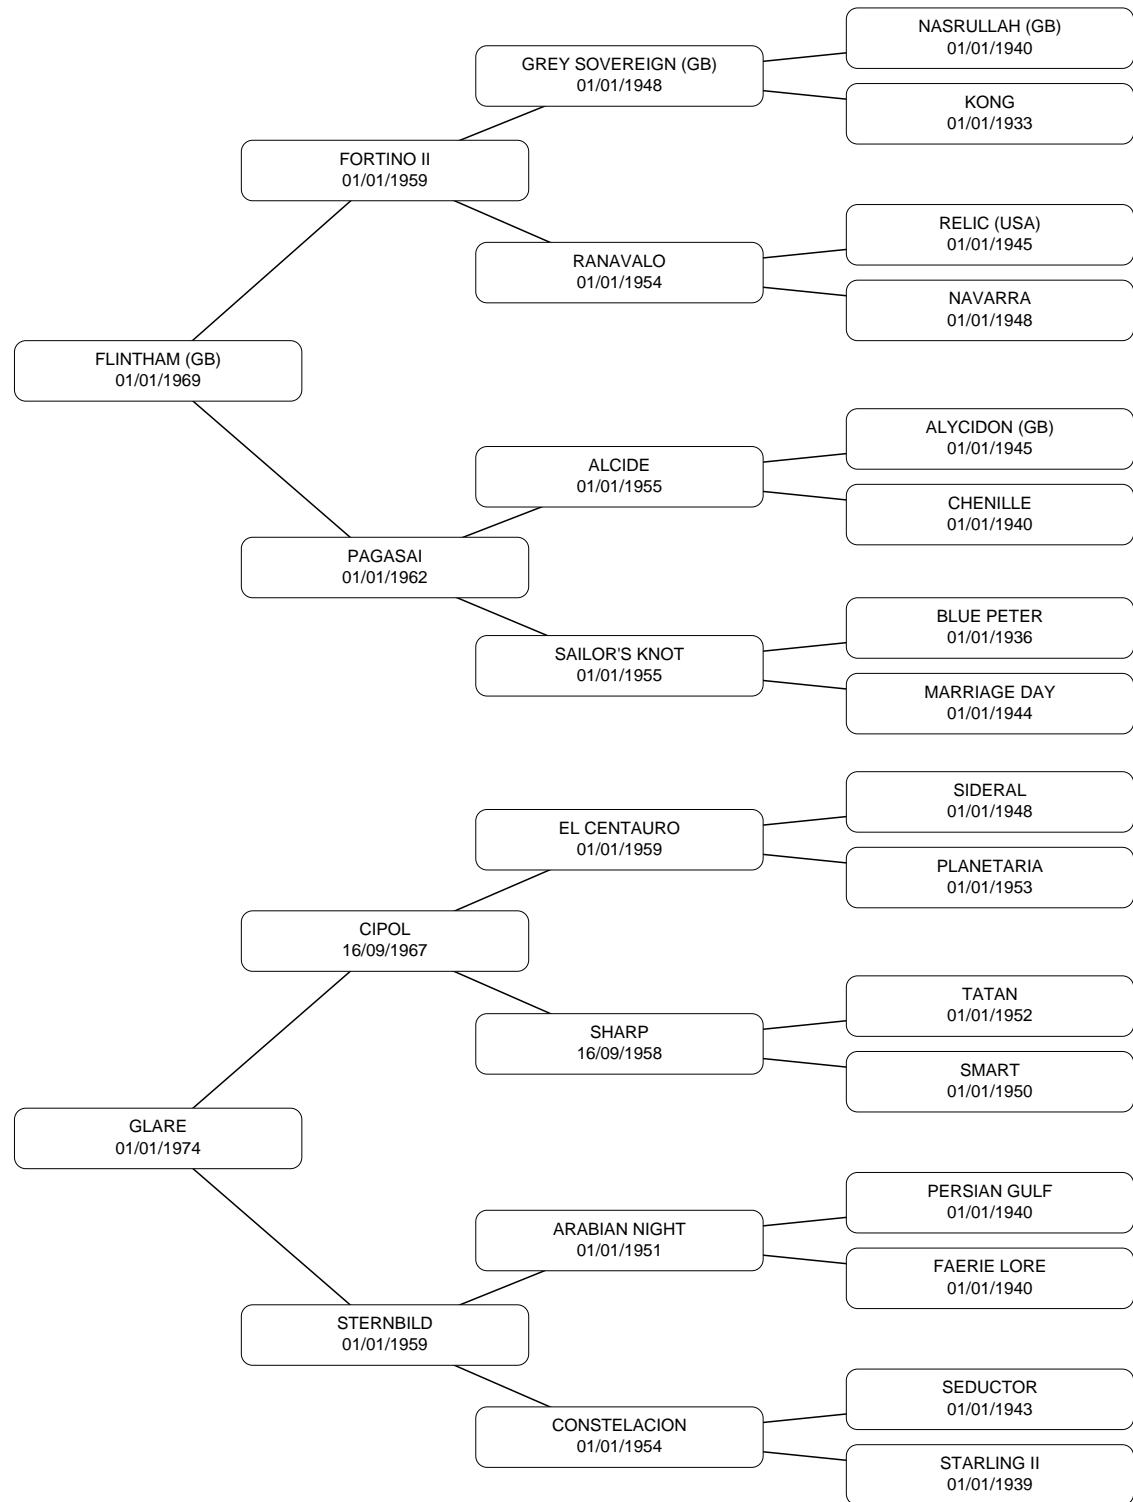 NASRULLAH (GB)
01/01/1940
GREY SOVEREIGN (GB)
01/01/1948
KONG
01/01/1933
FORTINO II
01/01/1959
RELIC (USA)
01/01/1945
RANAVALO
01/01/1954
NAVARRA
01/01/1948
FLINTHAM (GB)
01/01/1969
ALYCIDON (GB)
01/01/1945
ALCIDE
01/01/1955
CHENILLE
01/01/1940
PAGASAI
01/01/1962
BLUE PETER
01/01/1936
SAILOR'S KNOT
01/01/1955
MARRIAGE DAY
01/01/1944
SIDERAL
01/01/1948
EL CENTAURO
01/01/1959
PLANETARIA
01/01/1953
CIPOL
16/09/1967
TATAN
01/01/1952
SHARP
16/09/1958
SMART
01/01/1950
GLARE
01/01/1974
PERSIAN GULF
01/01/1940
ARABIAN NIGHT
01/01/1951
FAERIE LORE
01/01/1940
STERNBILD
01/01/1959
SEDUCTOR
01/01/1943
CONSTELACION
01/01/1954
STARLING II
01/01/1939